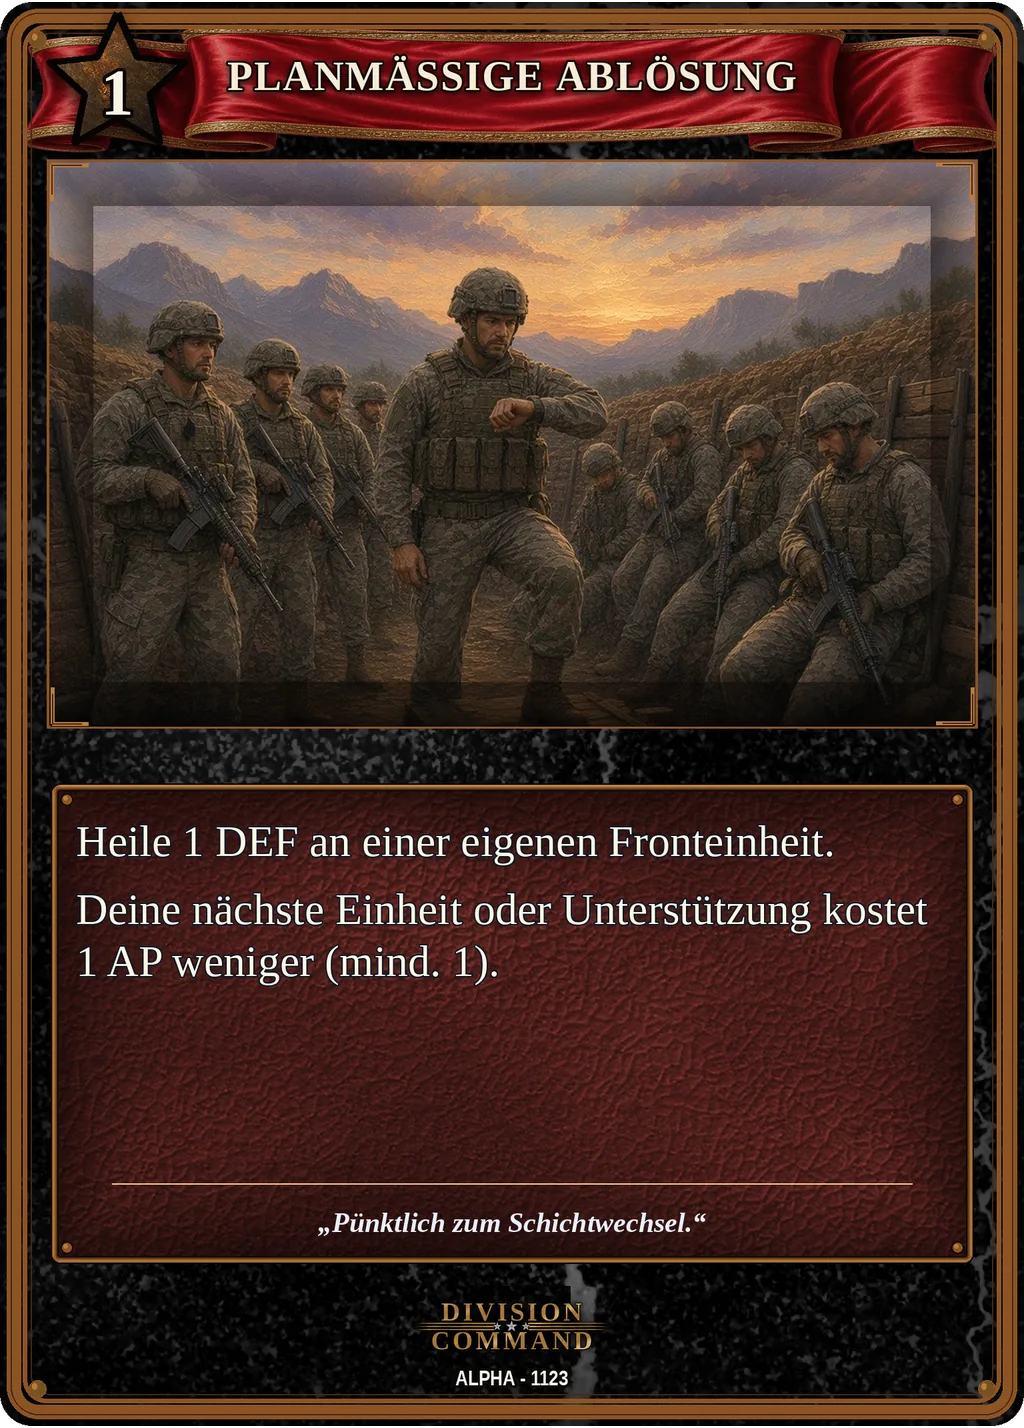 1
PLANMÄSSIGE ABLÖSUNG
Heile 1 DEF an einer eigenen Fronteinheit.
Deine nächste Einheit oder Unterstützung kostet
1 AP weniger (mind. 1).
„Pünktlich zum Schichtwechsel.“
DIVISION
COMMAND
ALPHA - 1123